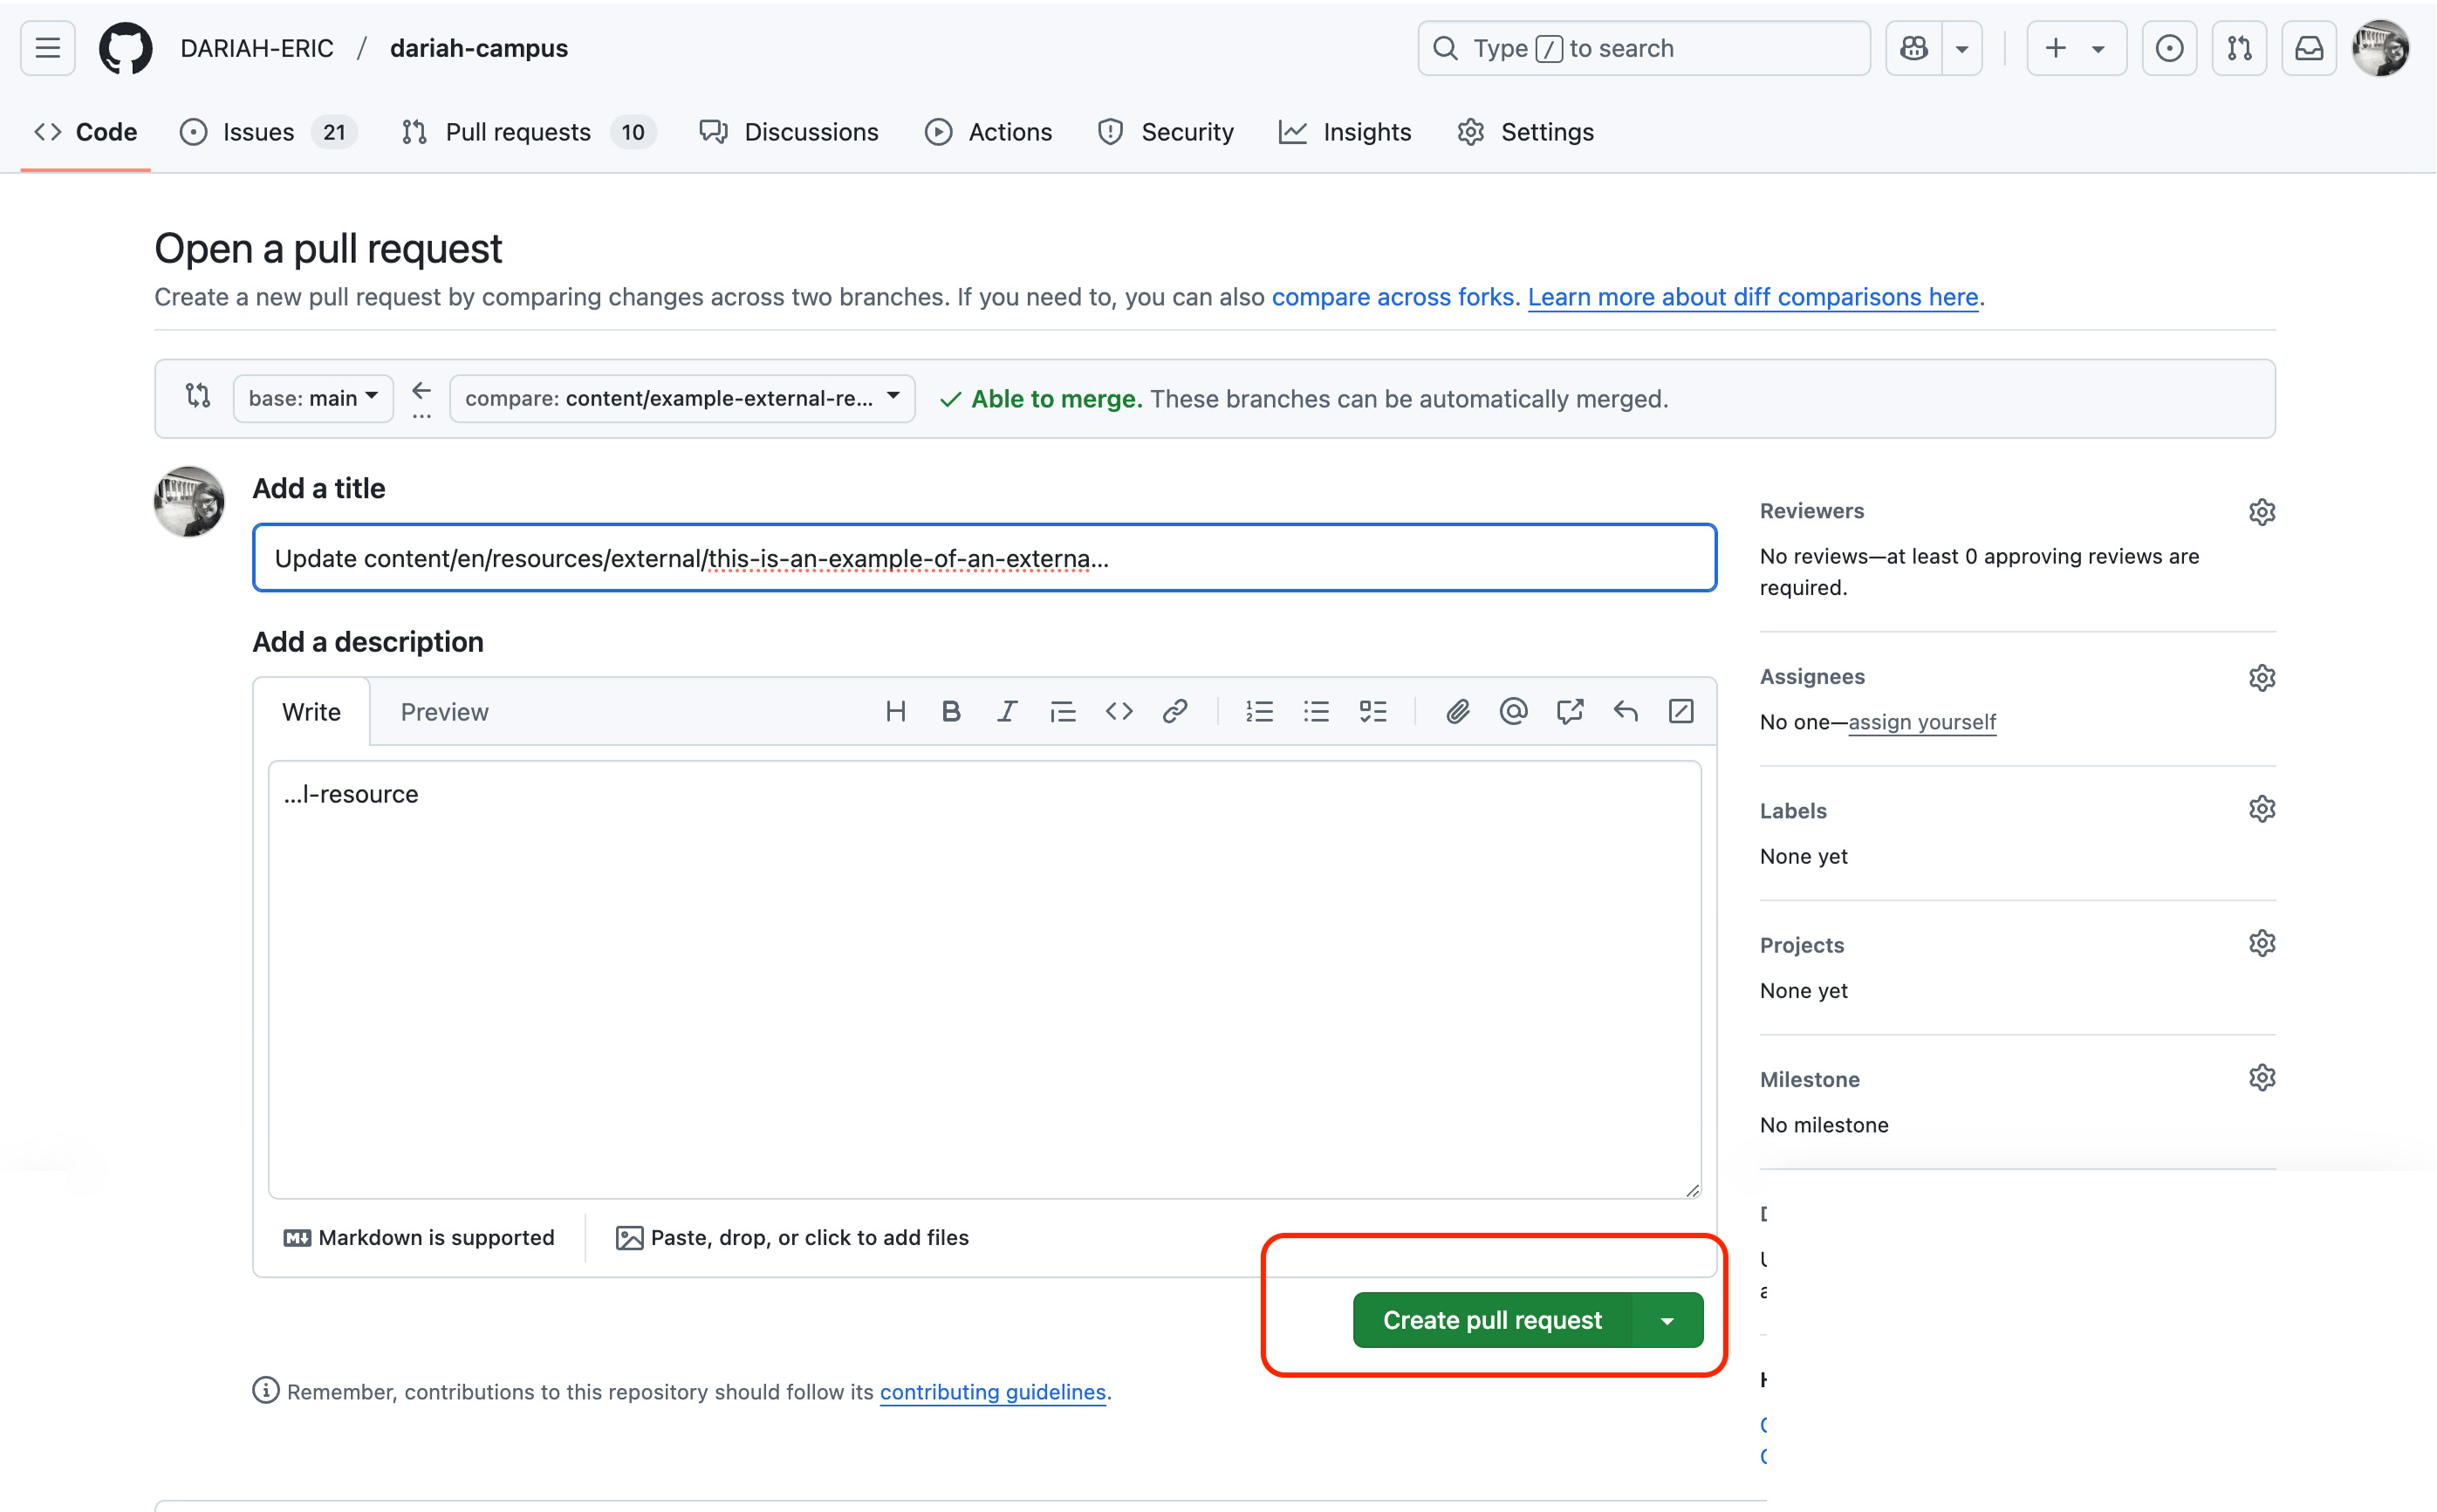 DARIAH-ERIC / dariah-campus
Type / to search
Code
Issues 21
Pull requests 10
Discussions
Actions
Security
Insights
Settings
Open a pull request
Create a new pull request by comparing changes across two branches. If you need to, you can also compare across forks. Learn more about diff comparisons here.
base: main
compare: content/example-external-re...
Able to merge. These branches can be automatically merged.
Add a title
Update content/en/resources/external/this-is-an-example-of-an-externa...
Add a description
Write
Preview
...l-resource
Markdown is supported
Paste, drop, or click to add files
Create pull request
Remember, contributions to this repository should follow its contributing guidelines.
Reviewers
No reviews—at least 0 approving reviews are
required.
Assignees
No one—assign yourself
Labels
None yet
Projects
None yet
Milestone
No milestone